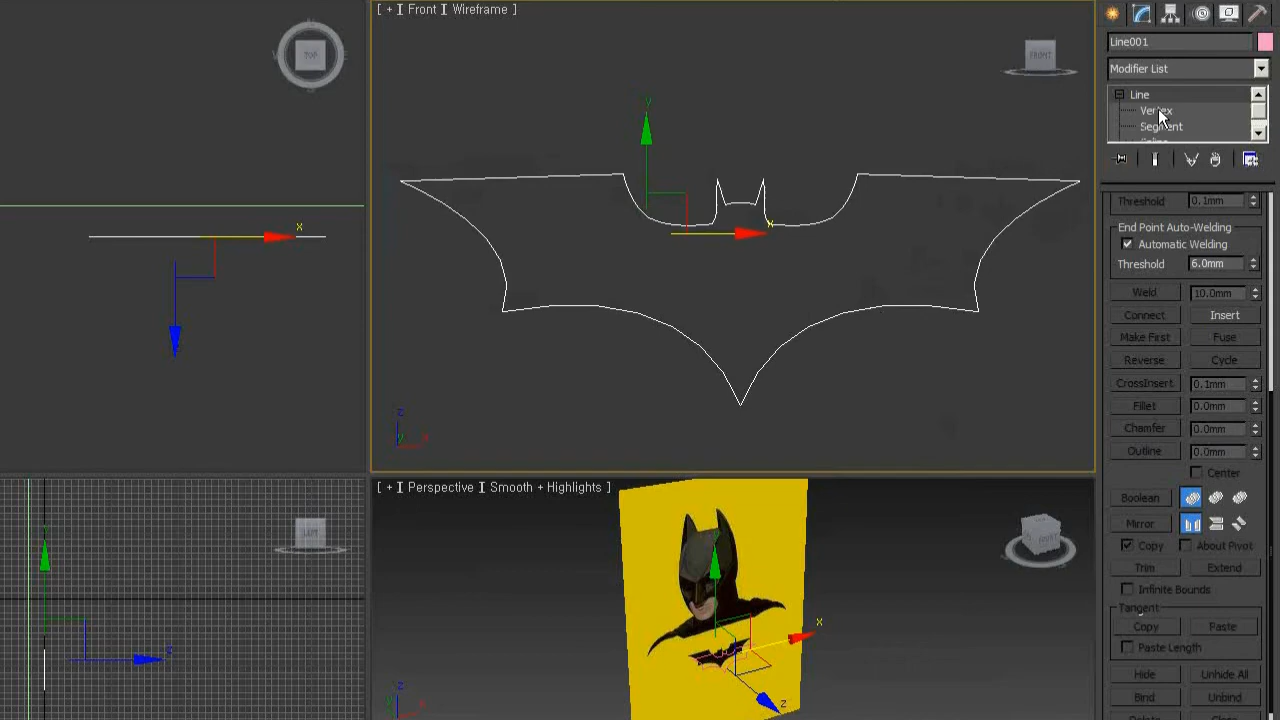 TOP
[ + ][ Front ][ Wireframe ]
FRONT
y
x
x
x
z
y
x
Line001
Modifier List
Line
Vertex
Segment
Threshold 0.1mm
End Point Auto-Welding
Automatic Welding
Threshold 6.0mm
Weld 10.0mm
Connect Insert
Make First Fuse
Reverse Cycle
CrossInsert 0.1mm
Fillet 0.0mm
Chamfer 0.0mm
Outline 0.0mm
Center
Boolean
Mirror
Copy About Pivot
Trim Extend
Infinite Bounds
Tangent
Copy Paste
Paste Length
Hide Unhide All
Bind Unbind
[ + ][ Perspective ][ Smooth + Highlights ]
x
z
z